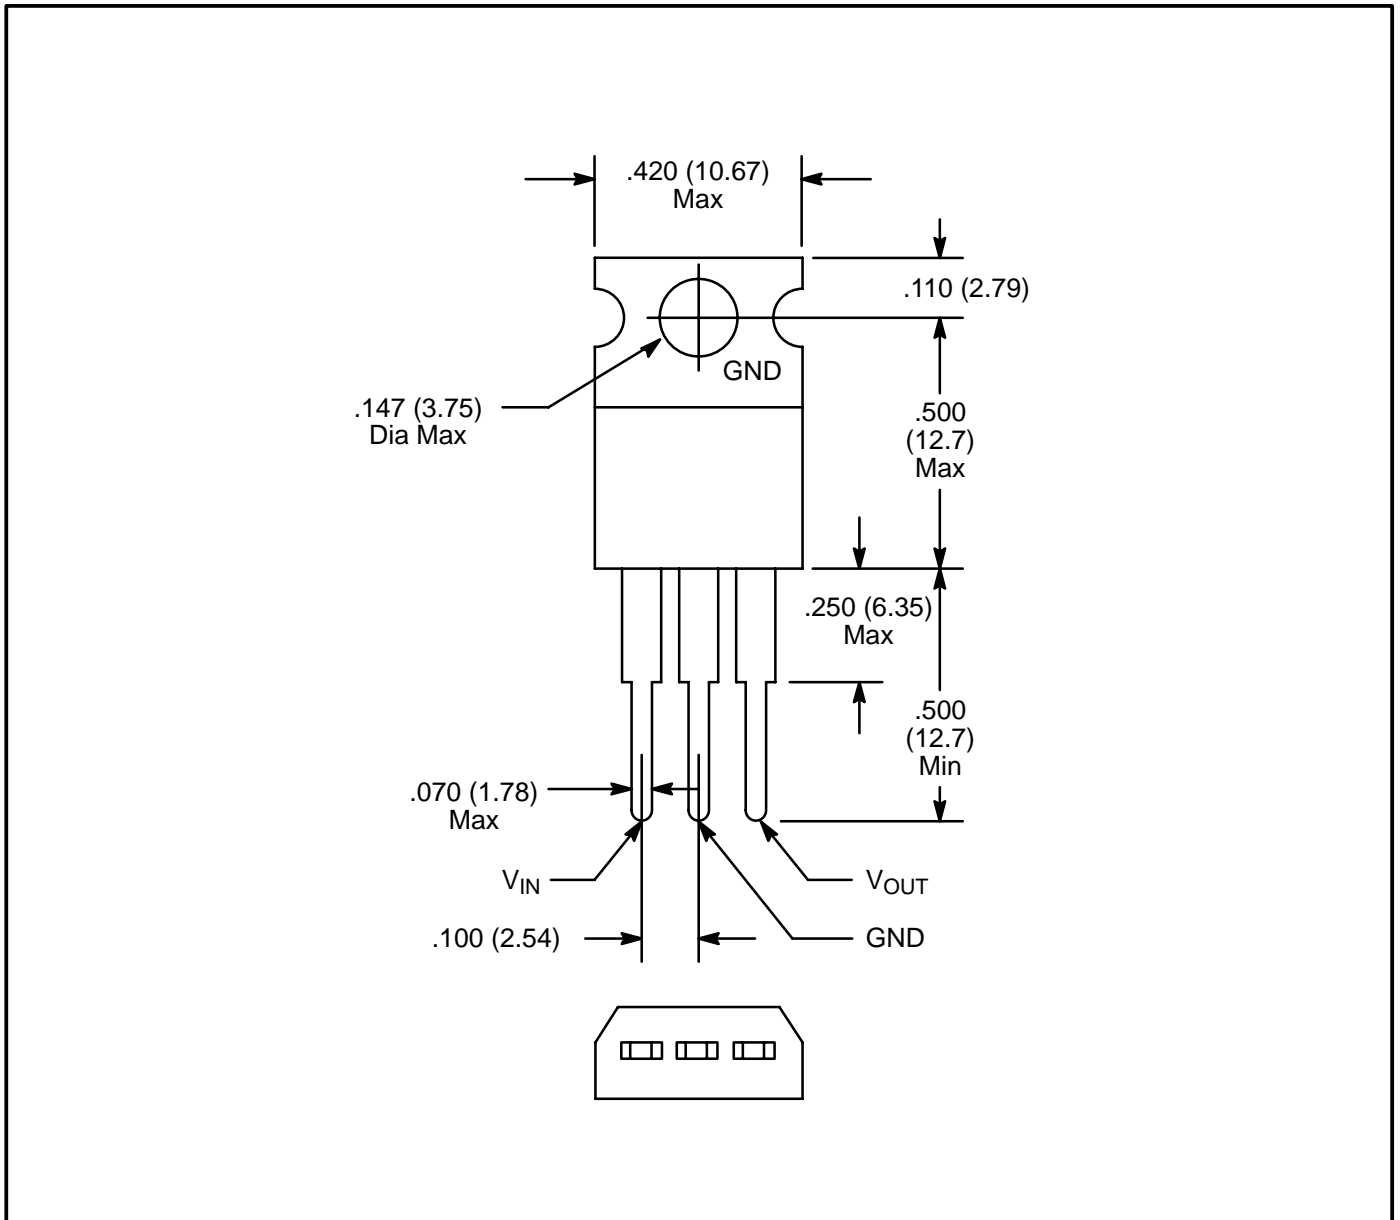 .420 (10.67)
Max
.110 (2.79)
GND
.147 (3.75)
Dia Max
.500
(12.7)
Max
.250 (6.35)
Max
.500
(12.7)
Min
.070 (1.78)
Max
VIN
VOUT
.100 (2.54)
GND